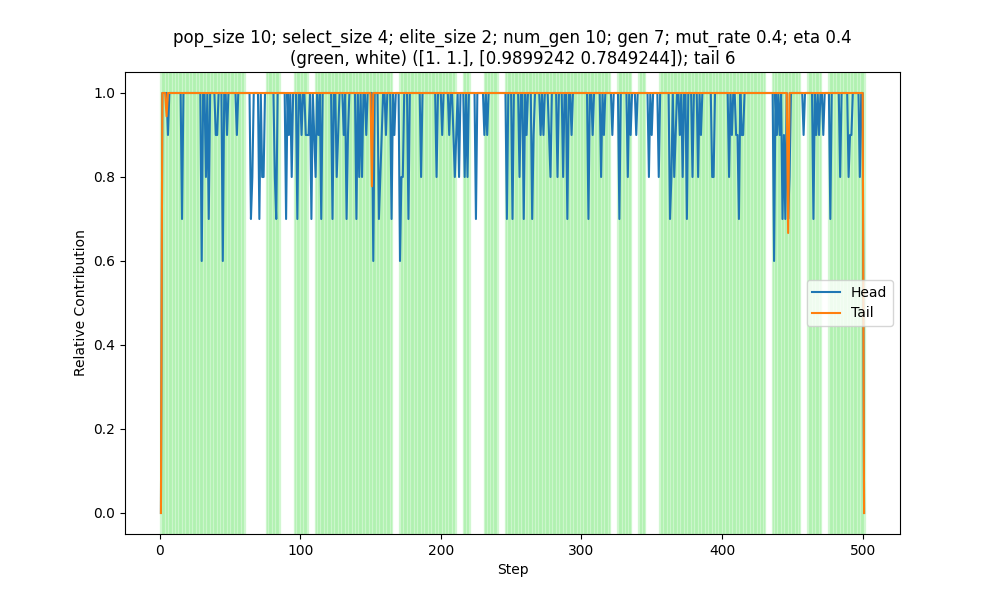 pop_size 10; select_size 4; elite_size 2; num_gen 10; gen 7; mut_rate 0.4; eta 0.4
(green, white) ([1. 1.], [0.9899242 0.7849244]); tail 6
Relative Contribution
1.0
0.8
0.6
0.4
0.2
0.0
Head
Tail
0
100
200
300
400
500
Step